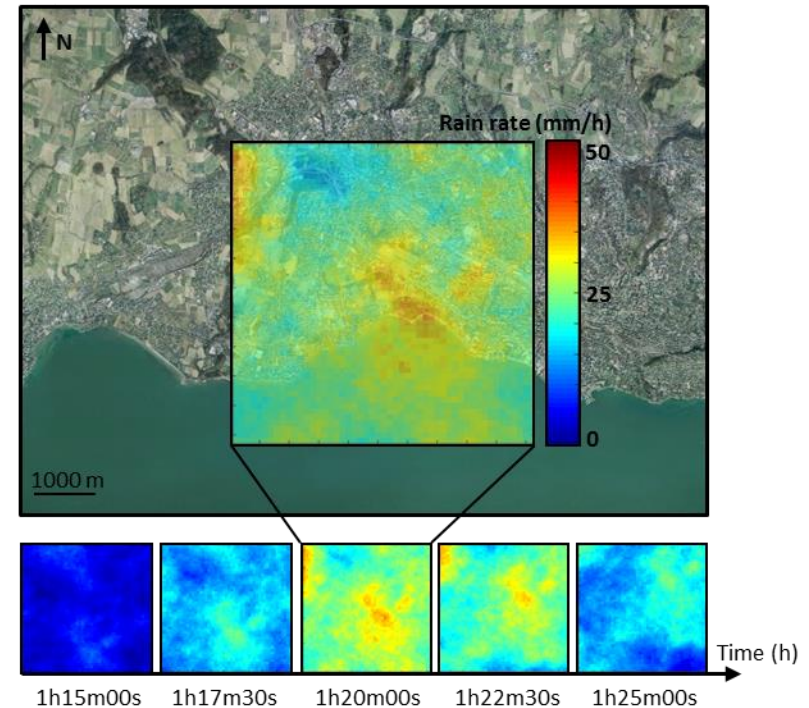 N
Rain rate (mm/h)
50
25
0
1000 m
Time (h)
1h15m00s
1h17m30s
1h20m00s
1h22m30s
1h25m00s